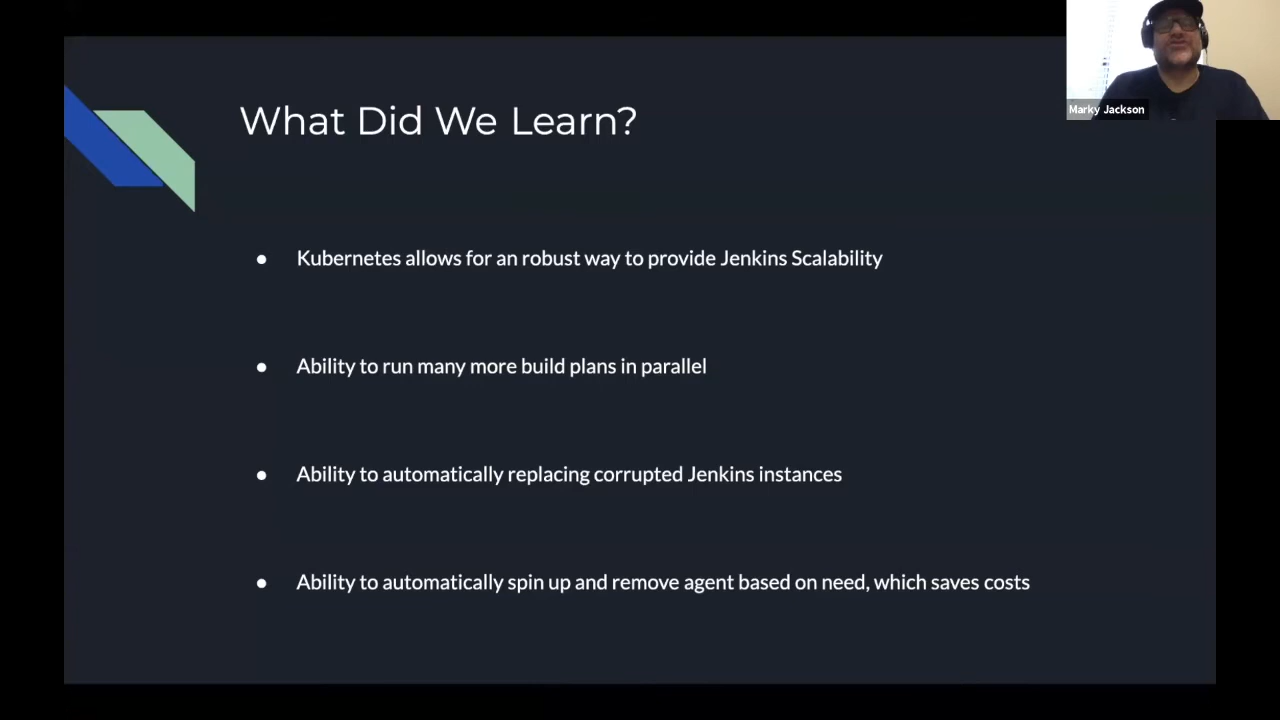 What Did We Learn?
Marky Jackson
● Kubernetes allows for an robust way to provide Jenkins Scalability
● Ability to run many more build plans in parallel
● Ability to automatically replacing corrupted Jenkins instances
● Ability to automatically spin up and remove agent based on need, which saves costs